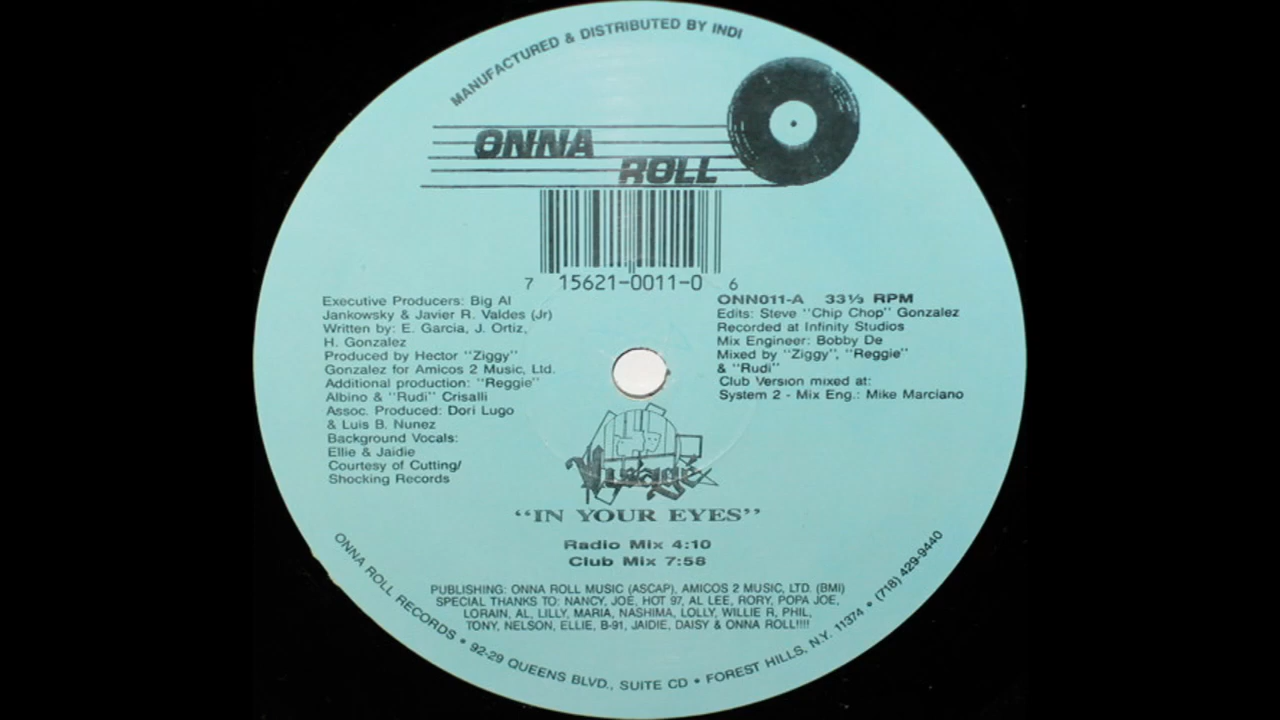 MANUFACTURED & DISTRIBUTED BY INDI
ONNA
ROLL
7 15621-0011-0 6
Executive Producers: Big Al
Jankowsky & Javier R. Valdes (Jr)
Written by: E. Garcia, J. Ortiz,
H. Gonzalez
Produced by Hector "Ziggy"
Gonzalez for Amicos 2 Music, Ltd.
Additional production: "Reggie"
Albino & "Rudi" Crisalli
Assoc. Produced: Dori Lugo
& Luis B. Nunez
Background Vocals:
Ellie & Jaidie
Courtesy of Cutting/
Shocking Records
ONN011-A 33⅓ RPM
Edits: Steve "Chip Chop" Gonzalez
Recorded at Infinity Studios
Mix Engineer: Bobby De
Mixed by "Ziggy", "Reggie"
& "Rudi"
Club Version mixed at:
System 2 - Mix Eng.: Mike Marciano
"IN YOUR EYES"
Radio Mix 4:10
Club Mix 7:58
PUBLISHING: ONNA ROLL MUSIC (ASCAP), AMICOS 2 MUSIC, LTD. (BMI)
SPECIAL THANKS TO: NANCY, JOE, HOT 97, AL LEE, RORY, POPA JOE,
LORAIN, AL, LILLY, MARIA, NASHIMA, LOLLY, WILLIE R, PHIL,
TONY, NELSON, ELLIE, B-91, JAIDIE, DAISY & ONNA ROLL!!!!
ONNA ROLL RECORDS • 92-29 QUEENS BLVD., SUITE CD • FOREST HILLS, N.Y. 11374 • (718) 429-9440